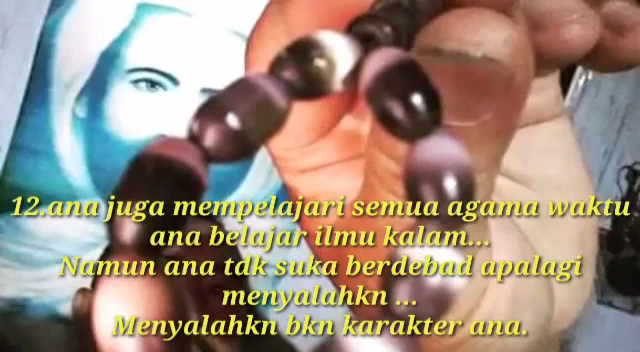 12.ana juga mempelajari semua agama waktu
ana belajar ilmu kalam...
Namun ana tdk suka berdebad apalagi
menyalahkn ...
Menyalahkn bkn karakter ana.